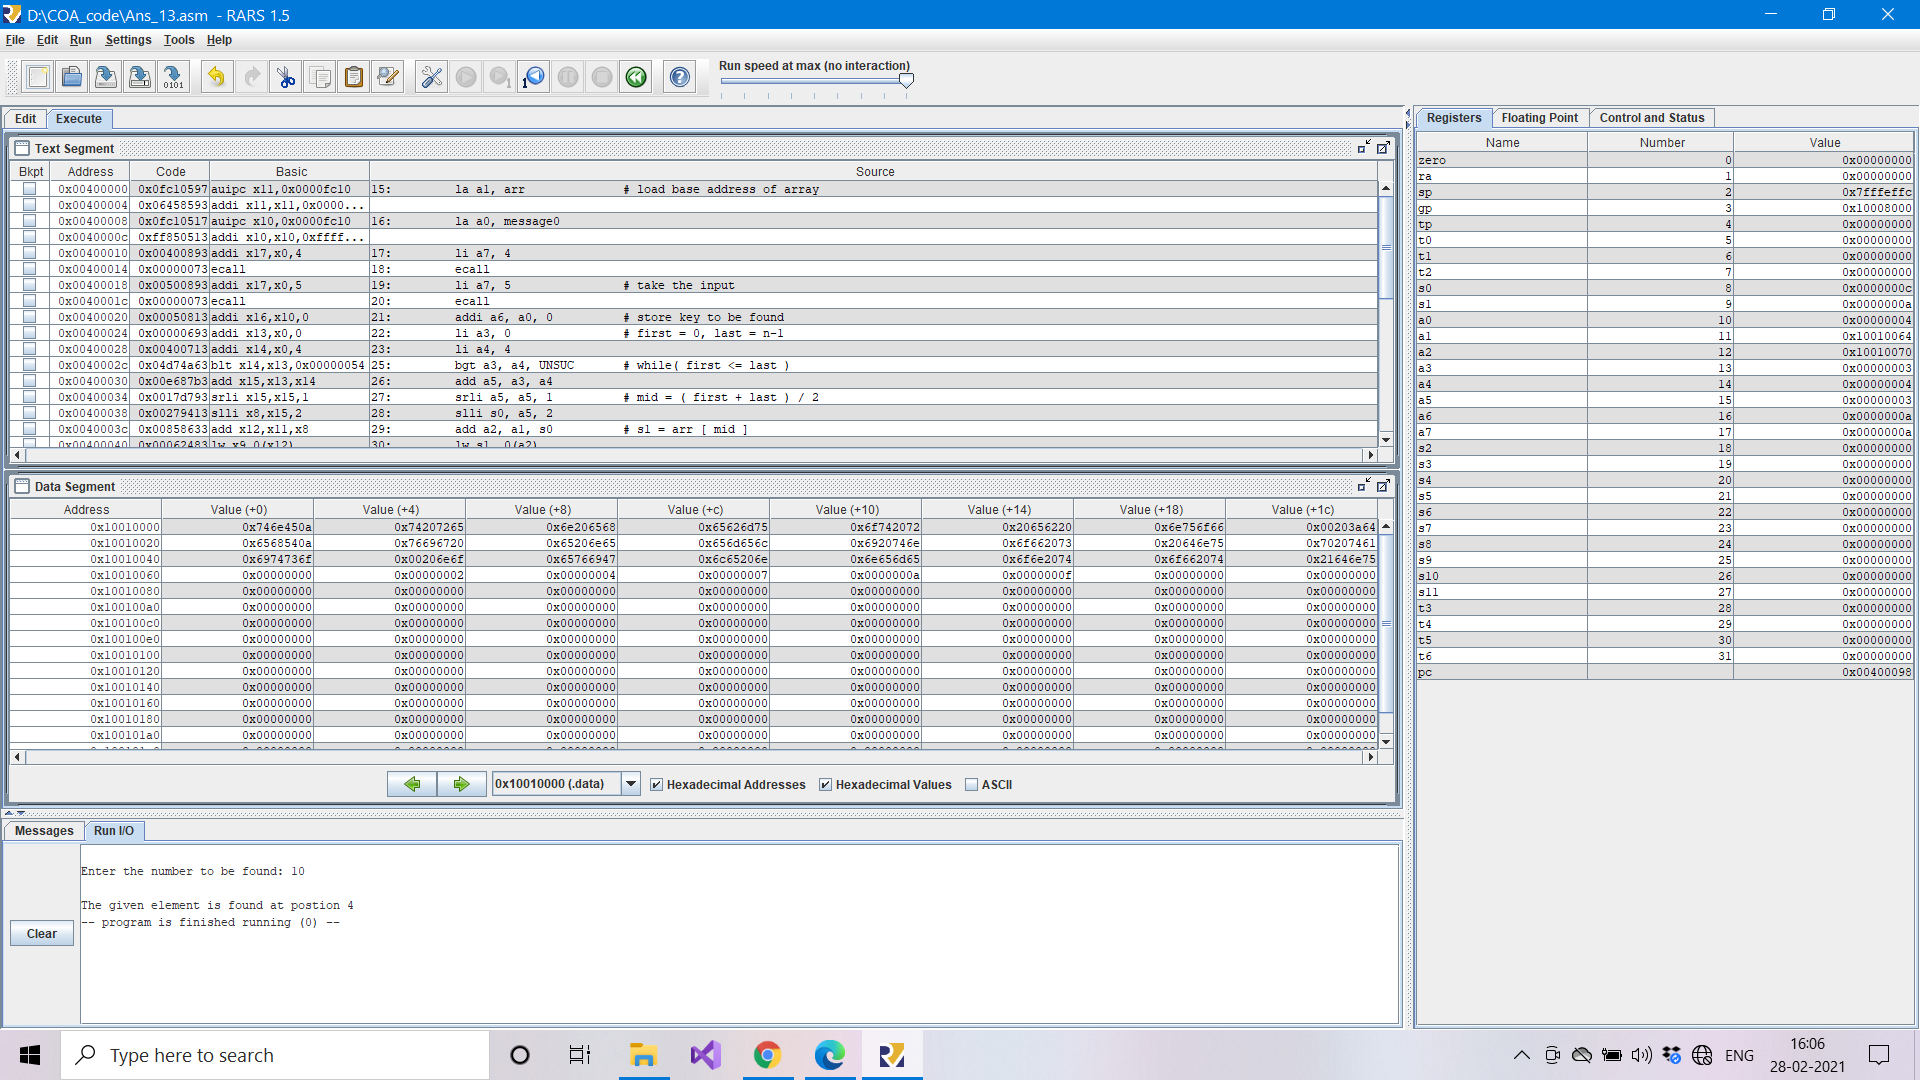 D:\COA_code\Ans_13.asm - RARS 1.5
File Edit Run Settings Tools Help
Run speed at max (no interaction)
Edit Execute
Text Segment
Bkpt Address Code Basic Source
0x00400000 0x0fc10597 auipc x11,0x0000fc10 15: la a1, arr # load base address of array
0x00400004 0x06458593 addi x11,x11,0x0000...
0x00400008 0x0fc10517 auipc x10,0x0000fc10 16: la a0, message0
0x0040000c 0xff850513 addi x10,x10,0xffff...
0x00400010 0x00400893 addi x17,x0,4 17: li a7, 4
0x00400014 0x00000073 ecall 18: ecall
0x00400018 0x00500893 addi x17,x0,5 19: li a7, 5 # take the input
0x0040001c 0x00000073 ecall 20: ecall
0x00400020 0x00050813 addi x16,x10,0 21: addi a6, a0, 0 # store key to be found
0x00400024 0x00000693 addi x13,x0,0 22: li a3, 0 # first = 0, last = n-1
0x00400028 0x00400713 addi x14,x0,4 23: li a4, 4
0x0040002c 0x04d74a63 blt x14,x13,0x00000054 25: bgt a3, a4, UNSUC # while( first <= last )
0x00400030 0x00e687b3 add x15,x13,x14 26: add a5, a3, a4
0x00400034 0x0017d793 srli x15,x15,1 27: srli a5, a5, 1 # mid = ( first + last ) / 2
0x00400038 0x00279413 slli x8,x15,2 28: slli s0, a5, 2
0x0040003c 0x00858633 add x12,x11,x8 29: add a2, a1, s0 # s1 = arr [ mid ]
0x00400040 0x00062483 lw x9,0(x12) 30: lw s1, 0(a2)
Data Segment
Address Value (+0) Value (+4) Value (+8) Value (+c) Value (+10) Value (+14) Value (+18) Value (+1c)
0x10010000 0x746e450a 0x74207265 0x6e206568 0x65626d75 0x6f742072 0x20656220 0x6e756f66 0x00203a64
0x10010020 0x6568540a 0x76696720 0x65206e65 0x656d656c 0x6920746e 0x6f662073 0x20646e75 0x70207461
0x10010040 0x6974736f 0x00206e6f 0x65766947 0x6c65206e 0x6e656d65 0x6f6e2074 0x6f662074 0x21646e75
0x10010060 0x00000000 0x00000002 0x00000004 0x00000007 0x0000000a 0x0000000f 0x00000000 0x00000000
0x10010080 0x00000000 0x00000000 0x00000000 0x00000000 0x00000000 0x00000000 0x00000000 0x00000000
0x100100a0 0x00000000 0x00000000 0x00000000 0x00000000 0x00000000 0x00000000 0x00000000 0x00000000
0x100100c0 0x00000000 0x00000000 0x00000000 0x00000000 0x00000000 0x00000000 0x00000000 0x00000000
0x100100e0 0x00000000 0x00000000 0x00000000 0x00000000 0x00000000 0x00000000 0x00000000 0x00000000
0x10010100 0x00000000 0x00000000 0x00000000 0x00000000 0x00000000 0x00000000 0x00000000 0x00000000
0x10010120 0x00000000 0x00000000 0x00000000 0x00000000 0x00000000 0x00000000 0x00000000 0x00000000
0x10010140 0x00000000 0x00000000 0x00000000 0x00000000 0x00000000 0x00000000 0x00000000 0x00000000
0x10010160 0x00000000 0x00000000 0x00000000 0x00000000 0x00000000 0x00000000 0x00000000 0x00000000
0x10010180 0x00000000 0x00000000 0x00000000 0x00000000 0x00000000 0x00000000 0x00000000 0x00000000
0x100101a0 0x00000000 0x00000000 0x00000000 0x00000000 0x00000000 0x00000000 0x00000000 0x00000000
0x10010000 (.data) Hexadecimal Addresses Hexadecimal Values ASCII
Messages Run I/O
Clear
Enter the number to be found: 10
The given element is found at postion 4
-- program is finished running (0) --
Registers Floating Point Control and Status
Name Number Value
zero 0 0x00000000
ra 1 0x00000000
sp 2 0x7fffeffc
gp 3 0x10008000
tp 4 0x00000000
t0 5 0x00000000
t1 6 0x00000000
t2 7 0x00000000
s0 8 0x0000000c
s1 9 0x0000000a
a0 10 0x00000004
a1 11 0x10010064
a2 12 0x10010070
a3 13 0x00000003
a4 14 0x00000004
a5 15 0x00000003
a6 16 0x0000000a
a7 17 0x0000000a
s2 18 0x00000000
s3 19 0x00000000
s4 20 0x00000000
s5 21 0x00000000
s6 22 0x00000000
s7 23 0x00000000
s8 24 0x00000000
s9 25 0x00000000
s10 26 0x00000000
s11 27 0x00000000
t3 28 0x00000000
t4 29 0x00000000
t5 30 0x00000000
t6 31 0x00000000
pc 0x00400098
Type here to search
ENG
16:06
28-02-2021